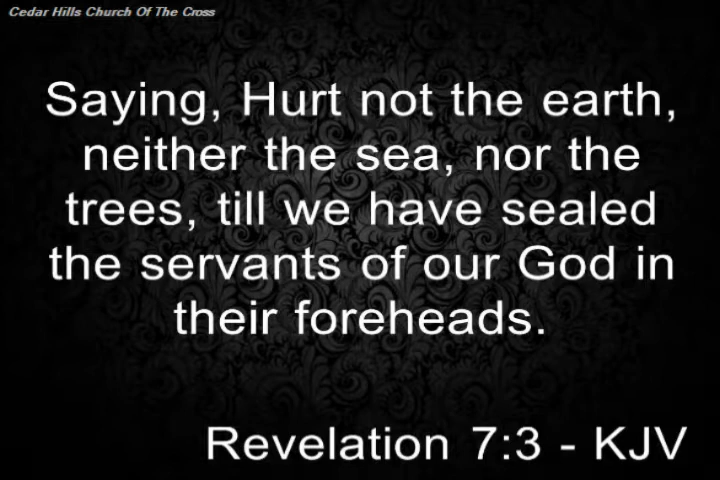 Cedar Hills Church Of The Cross
Saying, Hurt not the earth,
neither the sea, nor the
trees, till we have sealed
the servants of our God in
their foreheads.
Revelation 7:3 - KJV